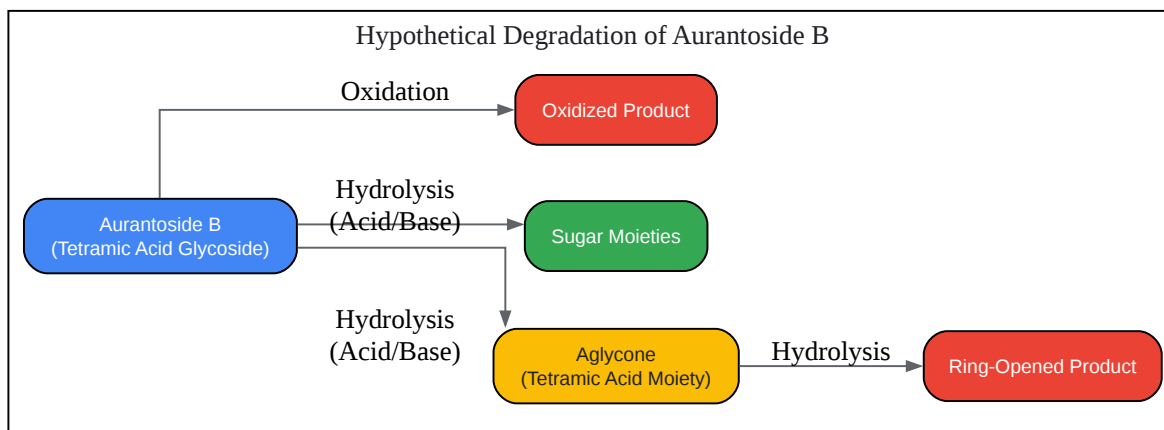 Hypothetical Degradation of Aurantoside B
Oxidation
Oxidized Product
Aurantoside B
(Tetramic Acid Glycoside)
Hydrolysis
(Acid/Base)
Sugar Moieties
Hydrolysis
(Acid/Base)
Aglycone
(Tetramic Acid Moiety)
Hydrolysis
Ring-Opened Product